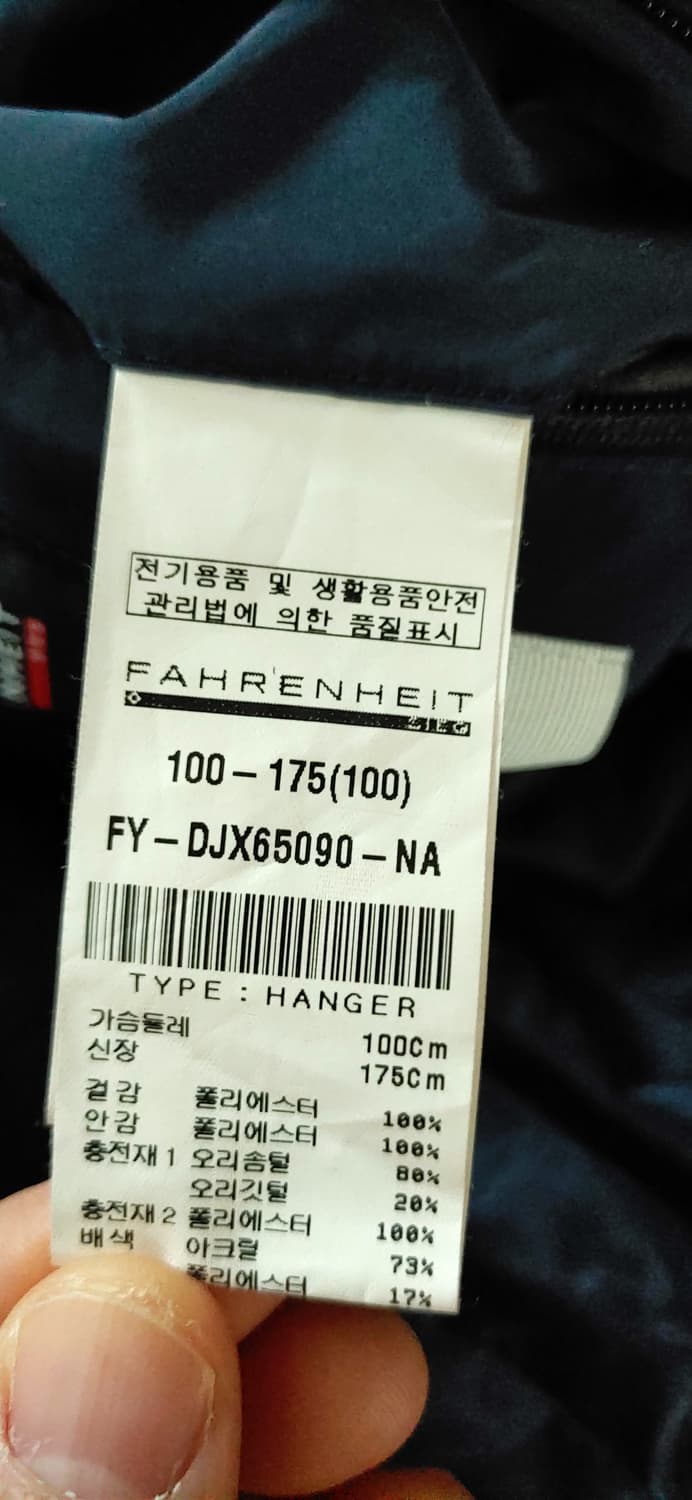 전기용품 및 생활용품안전
관리법에 의한 품질표시
FAHRENHEIT
100-175(100)
FY-DJX65090-NA
TYPE : HANGER
가슴둘레 100Cm
신장 175Cm
겉감 폴리에스터 100%
안감 폴리에스터 100%
충전재1 오리솜털 80%
오리깃털 20%
충전재2 폴리에스터 100%
배색 아크릴 73%
폴리에스터 17%